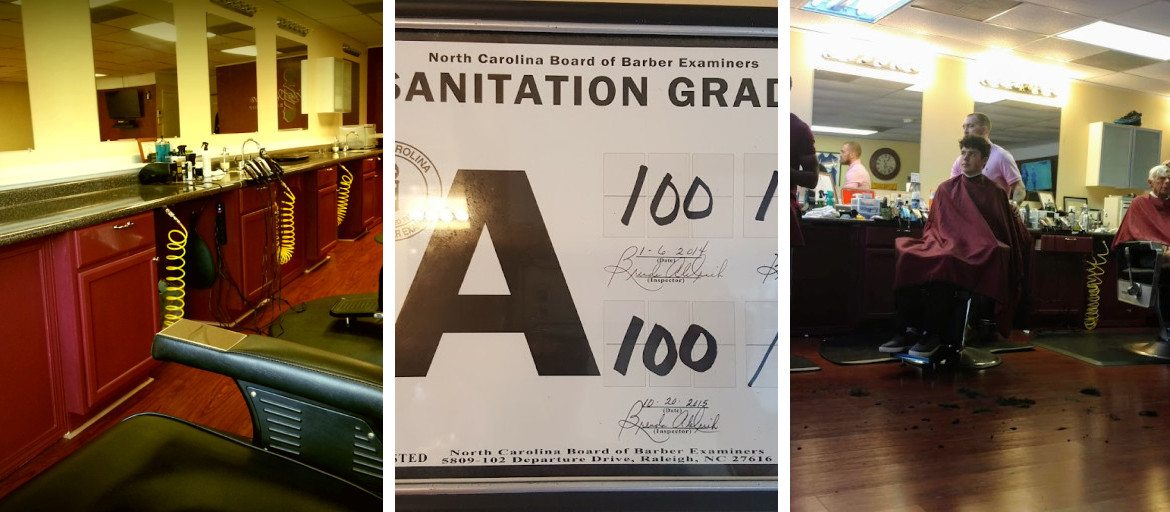 North Carolina Board of Barber Examiners
SANITATION GRAD
A
100
1-6-2014
(Date)
(Inspector)
100
10-20-2015
(Date)
(Inspector)
TED
North Carolina Board of Barber Examiners
5809-102 Departure Drive, Raleigh, NC 27616